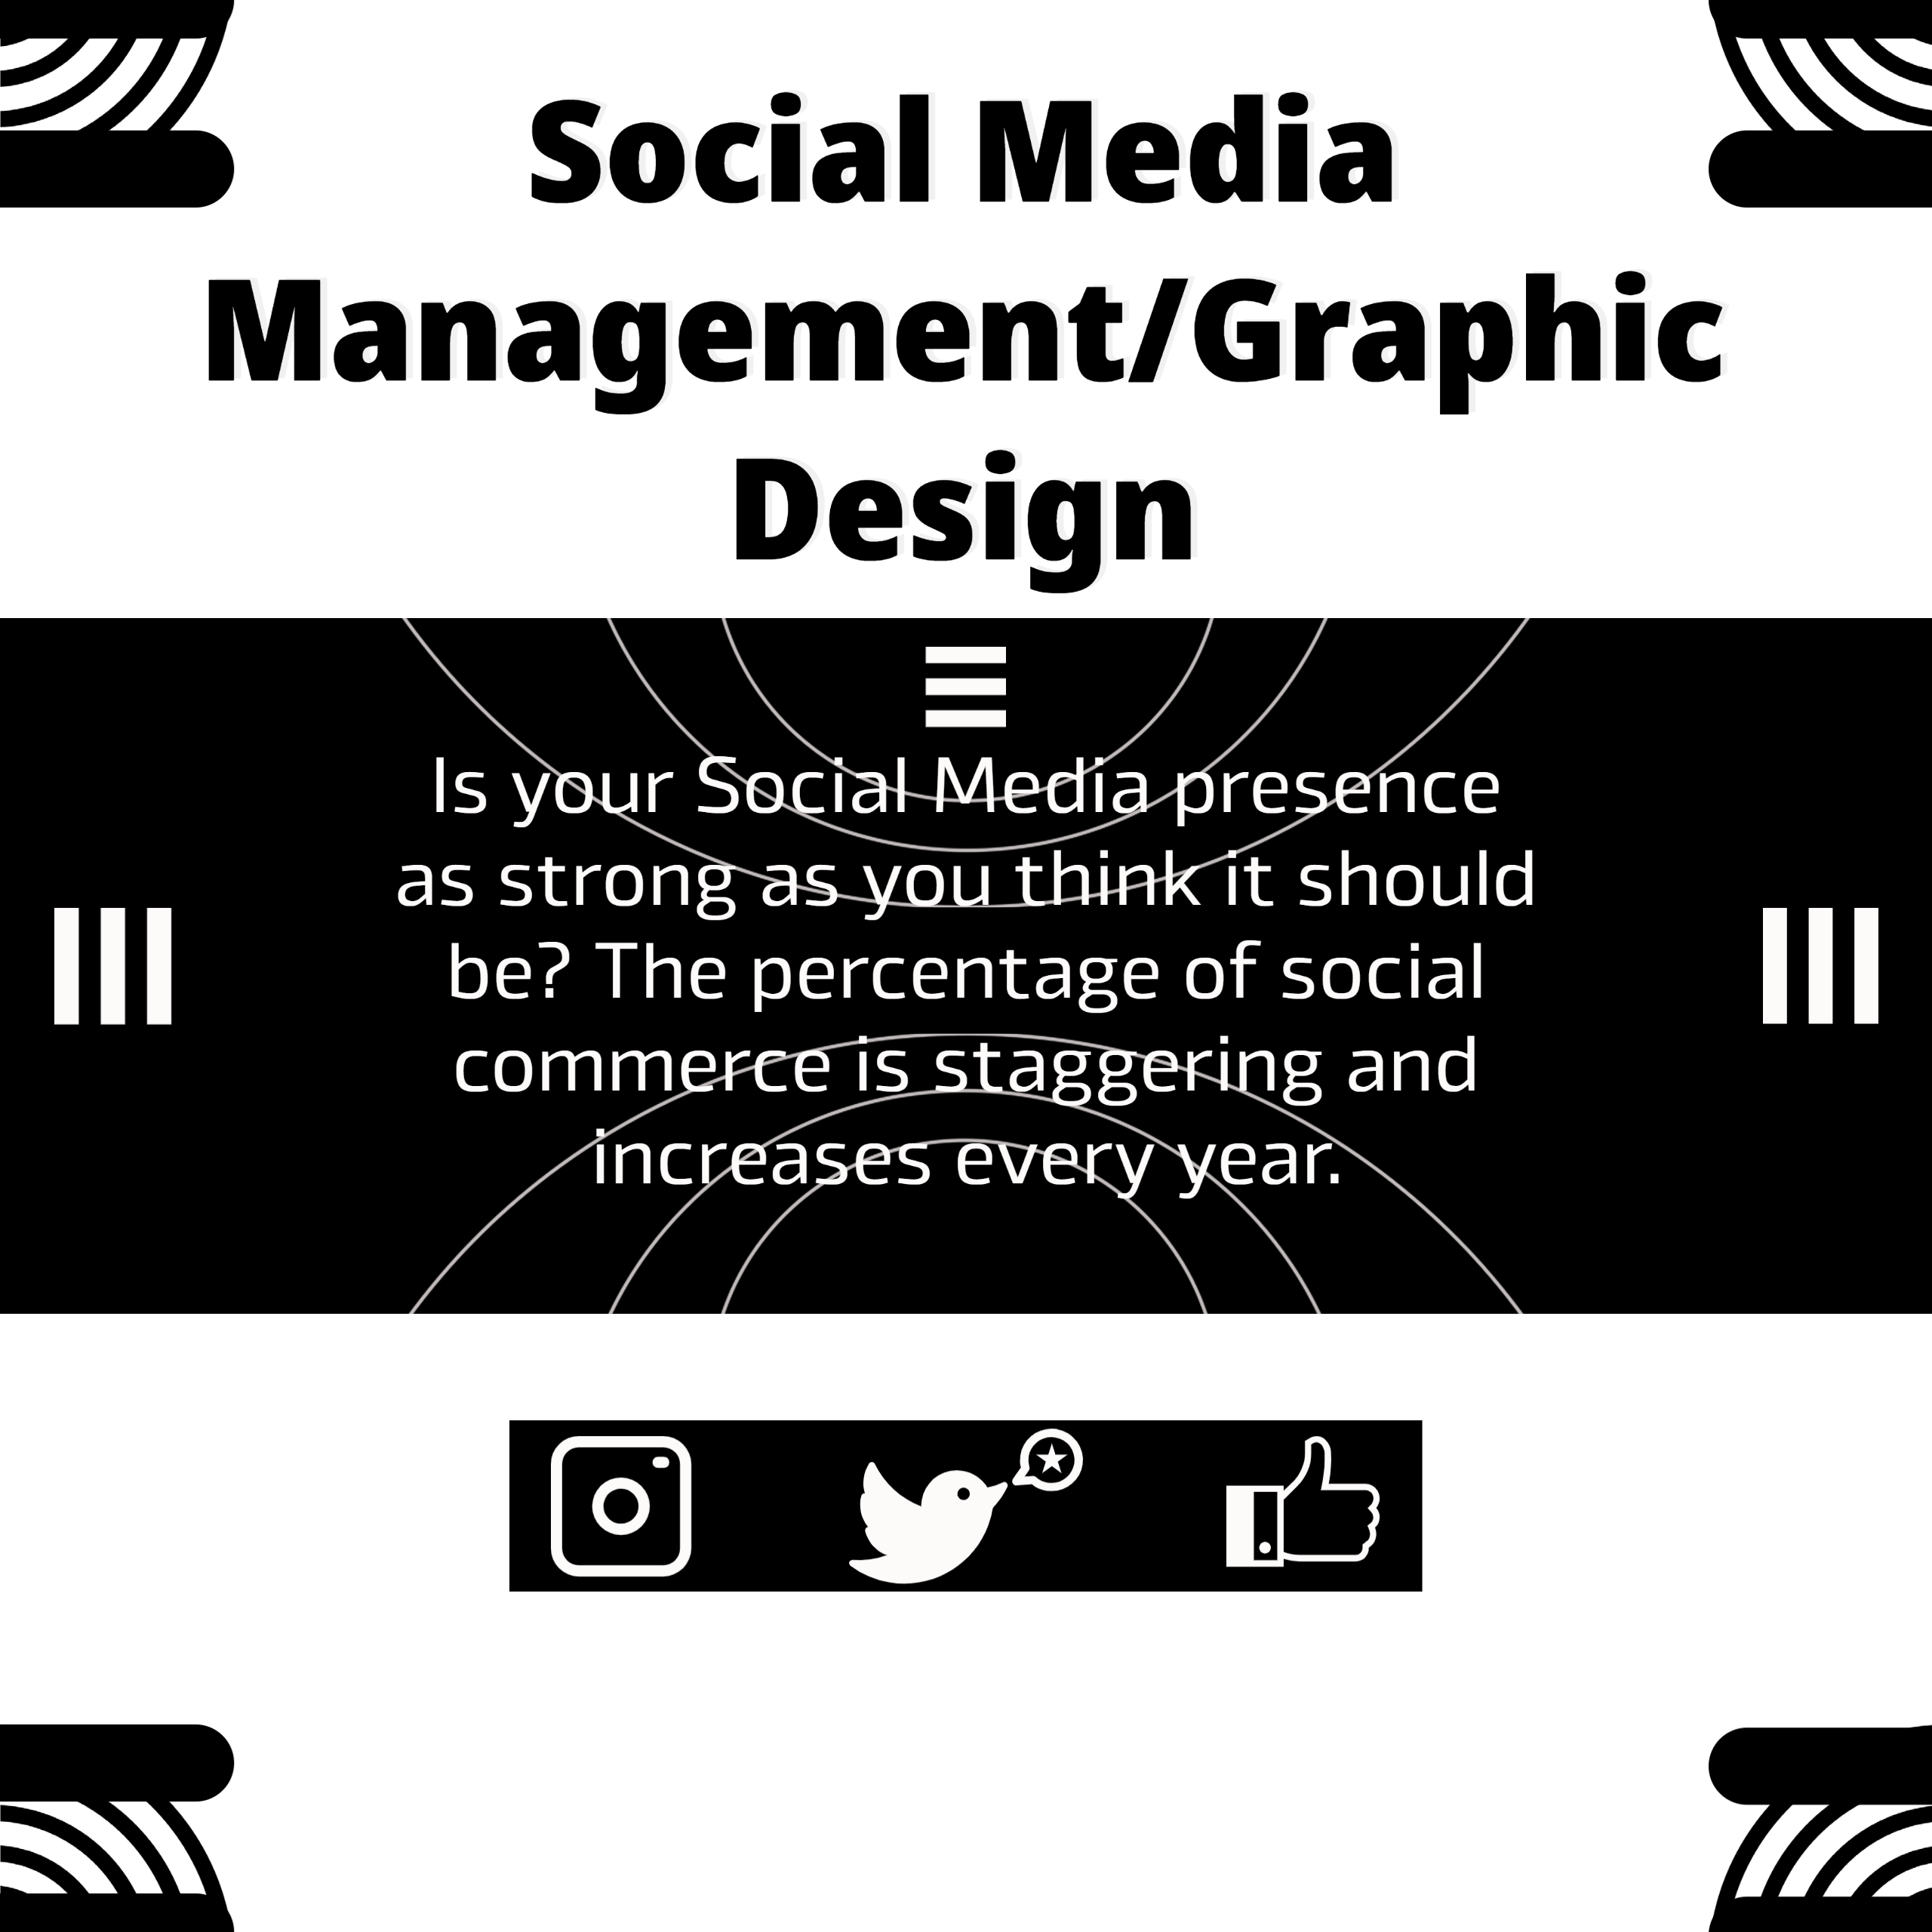 Social Media
Management/Graphic
Design
Is your Social Media presence
as strong as you think it should
be? The percentage of social
commerce is staggering and
increases every year.